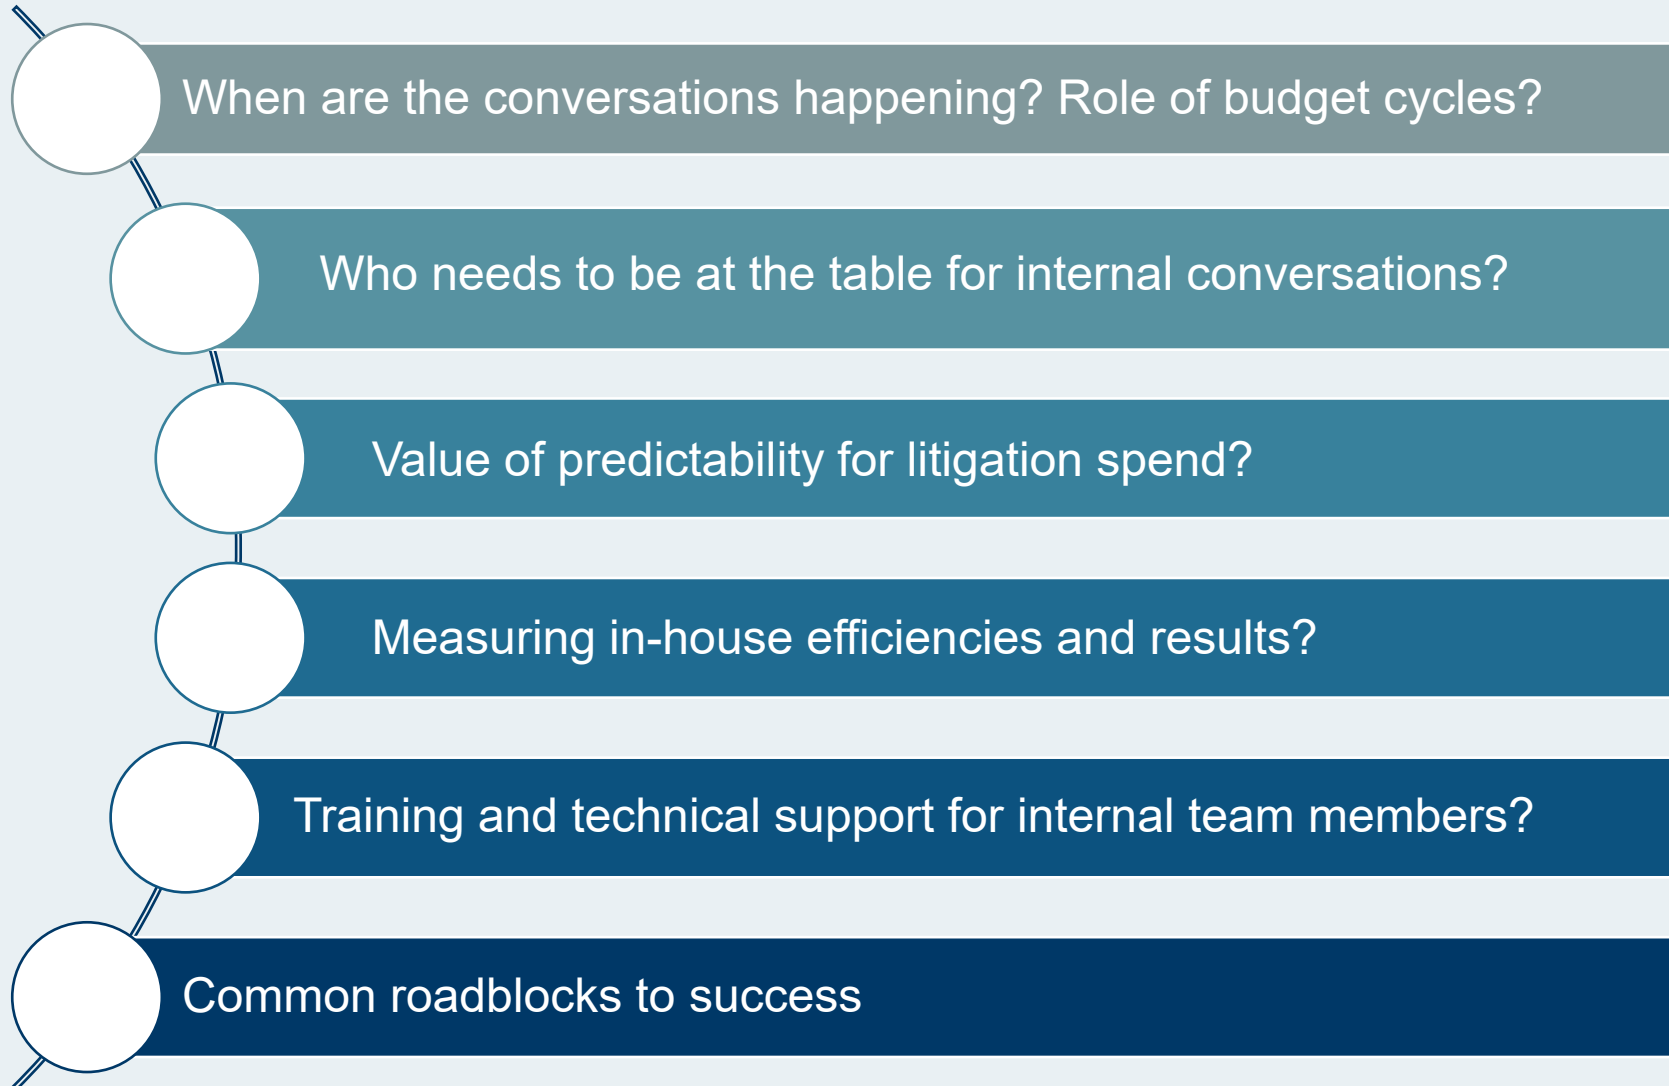 When are the conversations happening? Role of budget cycles?
Who needs to be at the table for internal conversations?
Value of predictability for litigation spend?
Measuring in-house efficiencies and results?
Training and technical support for internal team members?
Common roadblocks to success